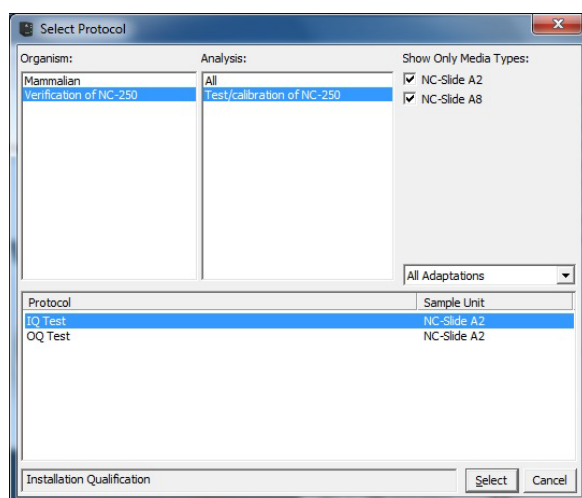 Select Protocol
Organism:
Analysis:
Show Only Media Types:
Mammalian
Verification of NC-250
All
Test/calibration of NC-250
NC-Slide A2
NC-Slide A8
All Adaptations
Protocol
Sample Unit
IQ Test
NC-Slide A2
OQ Test
NC-Slide A2
Installation Qualification
Select
Cancel